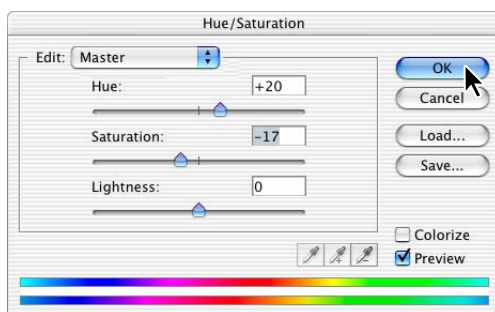 Hue/Saturation
Edit: Master
Hue: +20
Saturation: -17
Lightness: 0
OK
Cancel
Load...
Save...
Colorize
Preview